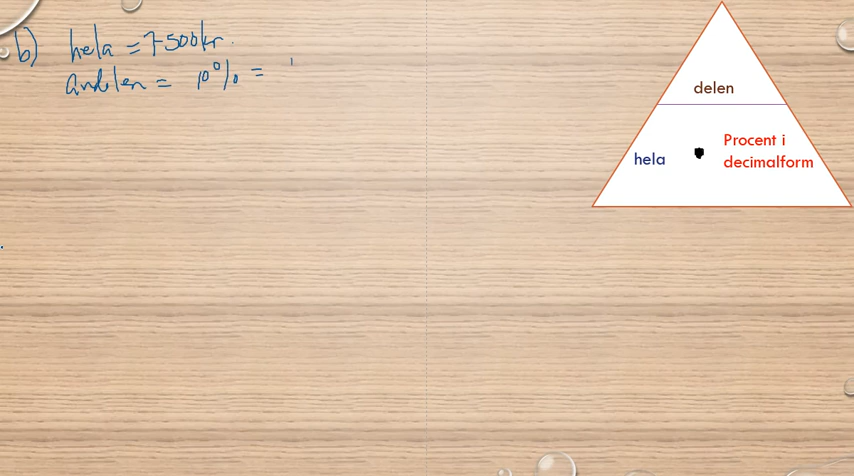 b) hela = 7500kr.
andelen = 10% =
delen
hela
Procent i
decimalform